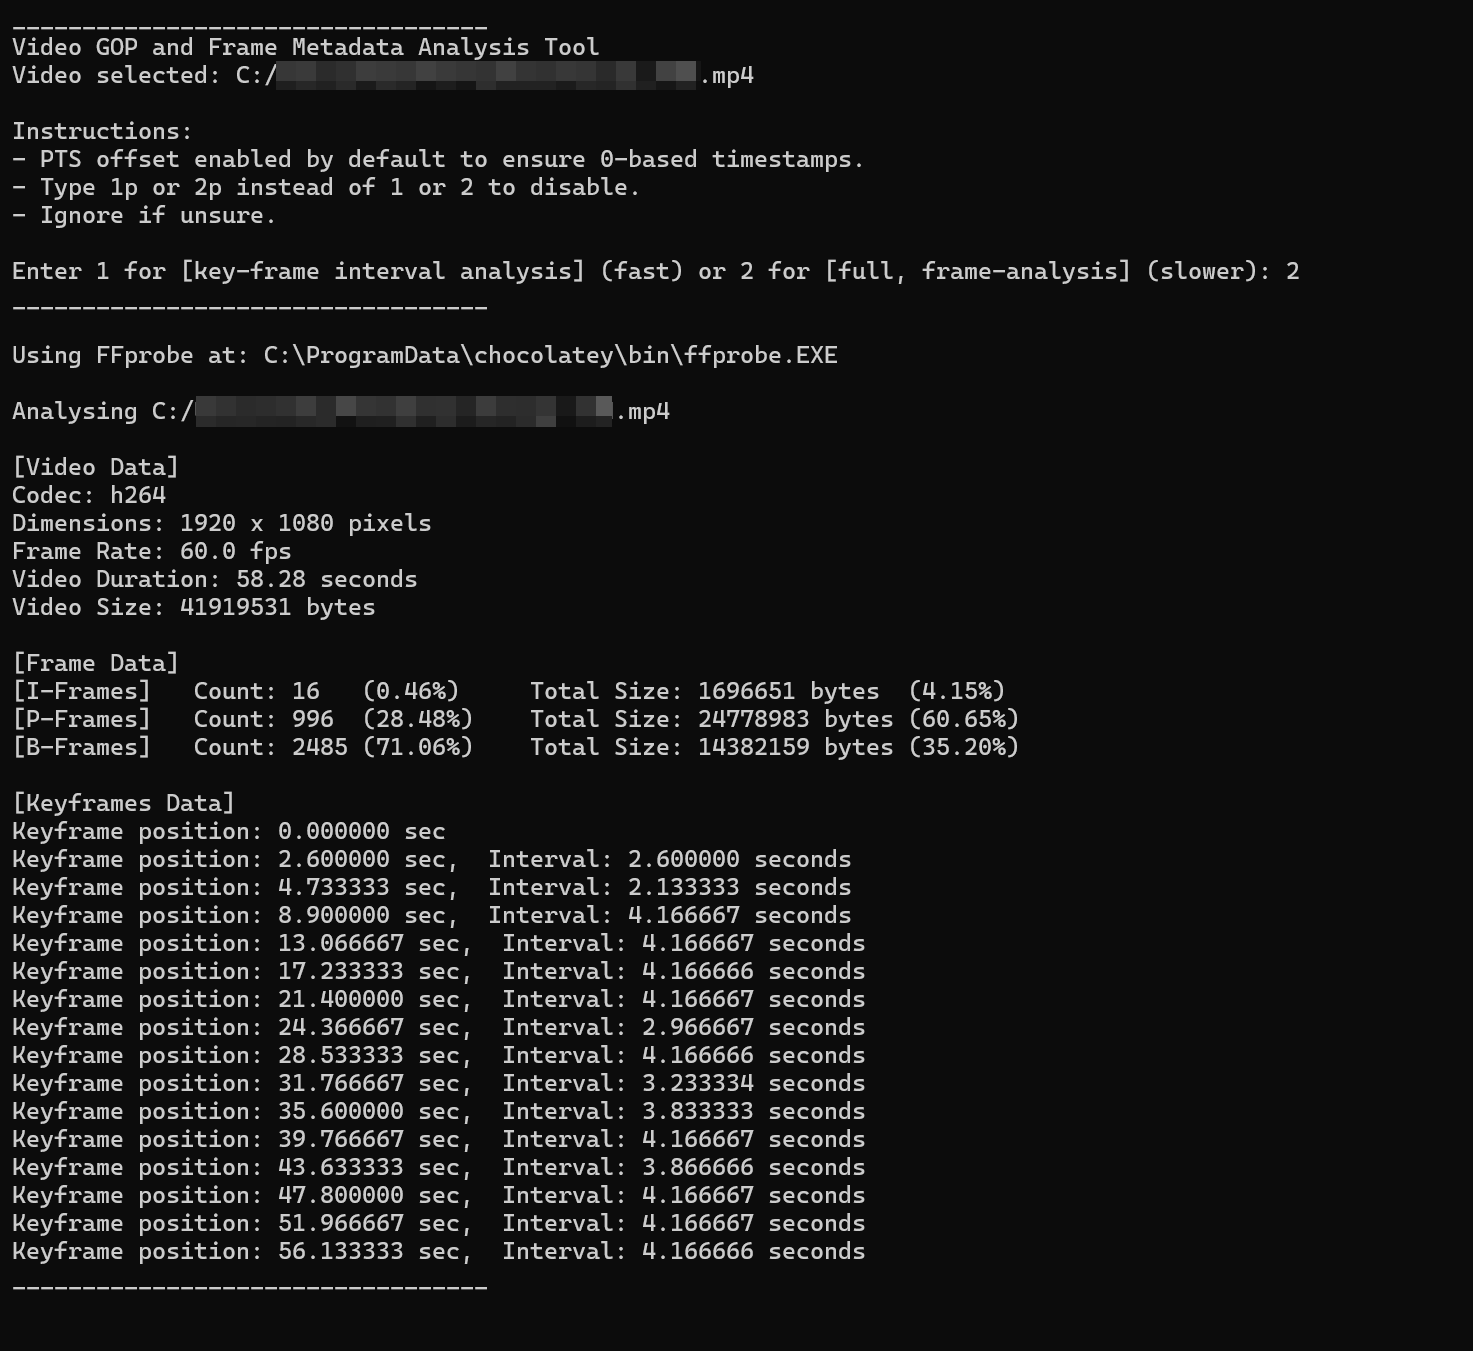 __________________________________
Video GOP and Frame Metadata Analysis Tool
Video selected: C:/ .mp4
Instructions:
- PTS offset enabled by default to ensure 0-based timestamps.
- Type 1p or 2p instead of 1 or 2 to disable.
- Ignore if unsure.
Enter 1 for [key-frame interval analysis] (fast) or 2 for [full, frame-analysis] (slower): 2
__________________________________
Using FFprobe at: C:\ProgramData\chocolatey\bin\ffprobe.EXE
Analysing C:/ .mp4
[Video Data]
Codec: h264
Dimensions: 1920 x 1080 pixels
Frame Rate: 60.0 fps
Video Duration: 58.28 seconds
Video Size: 41919531 bytes
[Frame Data]
[I-Frames]   Count: 16   (0.46%)     Total Size: 1696651 bytes  (4.15%)
[P-Frames]   Count: 996  (28.48%)    Total Size: 24778983 bytes (60.65%)
[B-Frames]   Count: 2485 (71.06%)    Total Size: 14382159 bytes (35.20%)
[Keyframes Data]
Keyframe position: 0.000000 sec
Keyframe position: 2.600000 sec,  Interval: 2.600000 seconds
Keyframe position: 4.733333 sec,  Interval: 2.133333 seconds
Keyframe position: 8.900000 sec,  Interval: 4.166667 seconds
Keyframe position: 13.066667 sec,  Interval: 4.166667 seconds
Keyframe position: 17.233333 sec,  Interval: 4.166666 seconds
Keyframe position: 21.400000 sec,  Interval: 4.166667 seconds
Keyframe position: 24.366667 sec,  Interval: 2.966667 seconds
Keyframe position: 28.533333 sec,  Interval: 4.166666 seconds
Keyframe position: 31.766667 sec,  Interval: 3.233334 seconds
Keyframe position: 35.600000 sec,  Interval: 3.833333 seconds
Keyframe position: 39.766667 sec,  Interval: 4.166667 seconds
Keyframe position: 43.633333 sec,  Interval: 3.866666 seconds
Keyframe position: 47.800000 sec,  Interval: 4.166667 seconds
Keyframe position: 51.966667 sec,  Interval: 4.166667 seconds
Keyframe position: 56.133333 sec,  Interval: 4.166666 seconds
__________________________________